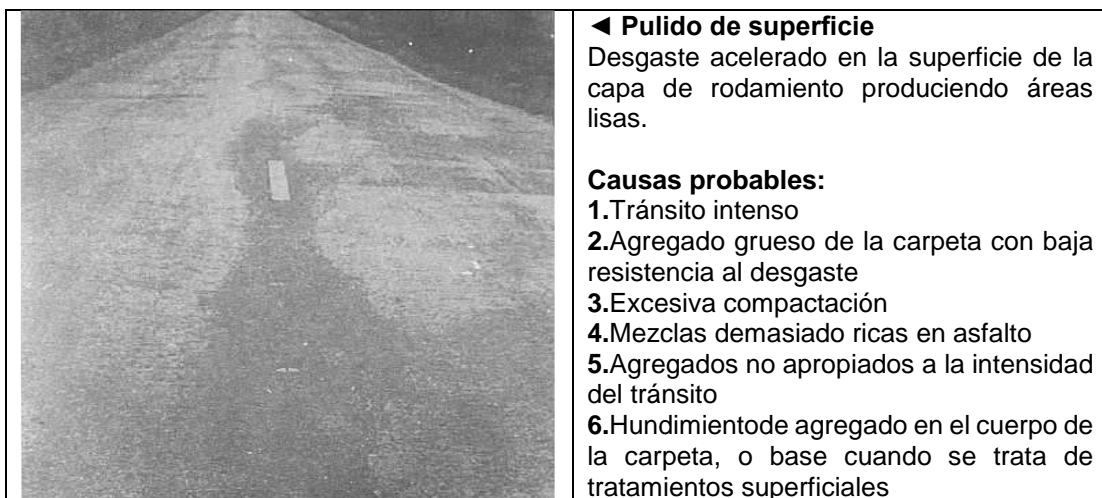 ◄ Pulido de superficie
Desgaste acelerado en la superficie de la
capa de rodamiento produciendo áreas
lisas.
Causas probables:
1.Tránsito intenso
2.Agregado grueso de la carpeta con baja
resistencia al desgaste
3.Excesiva compactación
4.Mezclas demasiado ricas en asfalto
5.Agregados no apropiados a la intensidad
del tránsito
6.Hundimientode agregado en el cuerpo de
la carpeta, o base cuando se trata de
tratamientos superficiales